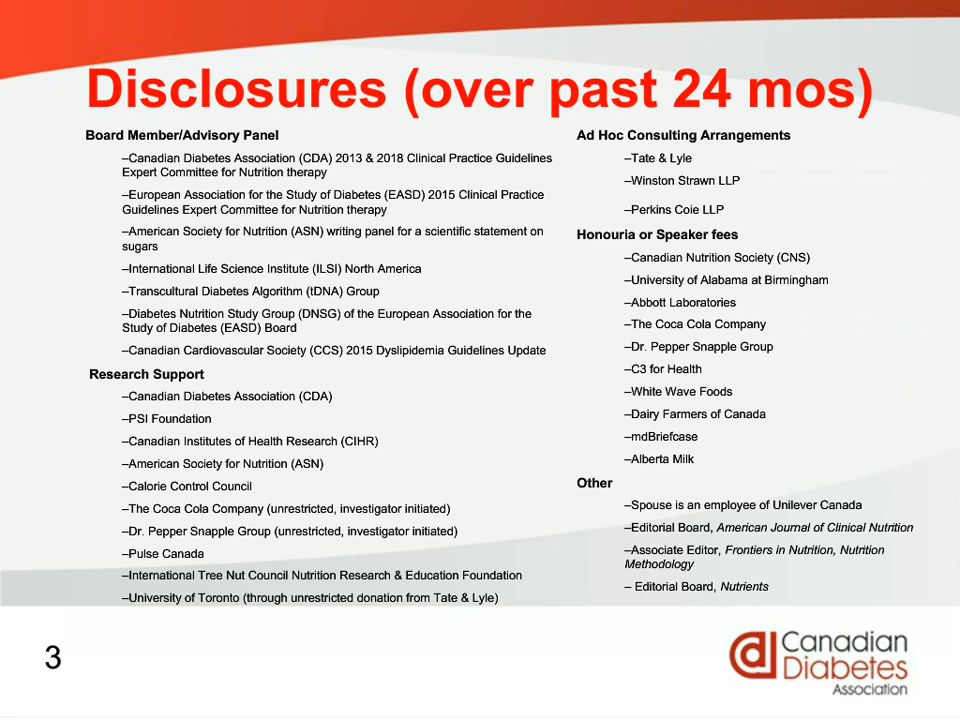 Disclosures (over past 24 mos)
Board Member/Advisory Panel
–Canadian Diabetes Association (CDA) 2013 & 2018 Clinical Practice Guidelines
Expert Committee for Nutrition therapy
–European Association for the Study of Diabetes (EASD) 2015 Clinical Practice
Guidelines Expert Committee for Nutrition therapy
–American Society for Nutrition (ASN) writing panel for a scientific statement on
sugars
–International Life Science Institute (ILSI) North America
–Transcultural Diabetes Algorithm (tDNA) Group
–Diabetes Nutrition Study Group (DNSG) of the European Association for the
Study of Diabetes (EASD) Board
–Canadian Cardiovascular Society (CCS) 2015 Dyslipidemia Guidelines Update
Research Support
–Canadian Diabetes Association (CDA)
–PSI Foundation
–Canadian Institutes of Health Research (CIHR)
–American Society for Nutrition (ASN)
–Calorie Control Council
–The Coca Cola Company (unrestricted, investigator initiated)
–Dr. Pepper Snapple Group (unrestricted, investigator initiated)
–Pulse Canada
–International Tree Nut Council Nutrition Research & Education Foundation
–University of Toronto (through unrestricted donation from Tate & Lyle)
Ad Hoc Consulting Arrangements
–Tate & Lyle
–Winston Strawn LLP
–Perkins Coie LLP
Honouria or Speaker fees
–Canadian Nutrition Society (CNS)
–University of Alabama at Birmingham
–Abbott Laboratories
–The Coca Cola Company
–Dr. Pepper Snapple Group
–C3 for Health
–White Wave Foods
–Dairy Farmers of Canada
–mdBriefcase
–Alberta Milk
Other
–Spouse is an employee of Unilever Canada
–Editorial Board, American Journal of Clinical Nutrition
–Associate Editor, Frontiers in Nutrition, Nutrition
Methodology
– Editorial Board, Nutrients
3
Canadian
Diabetes
Association